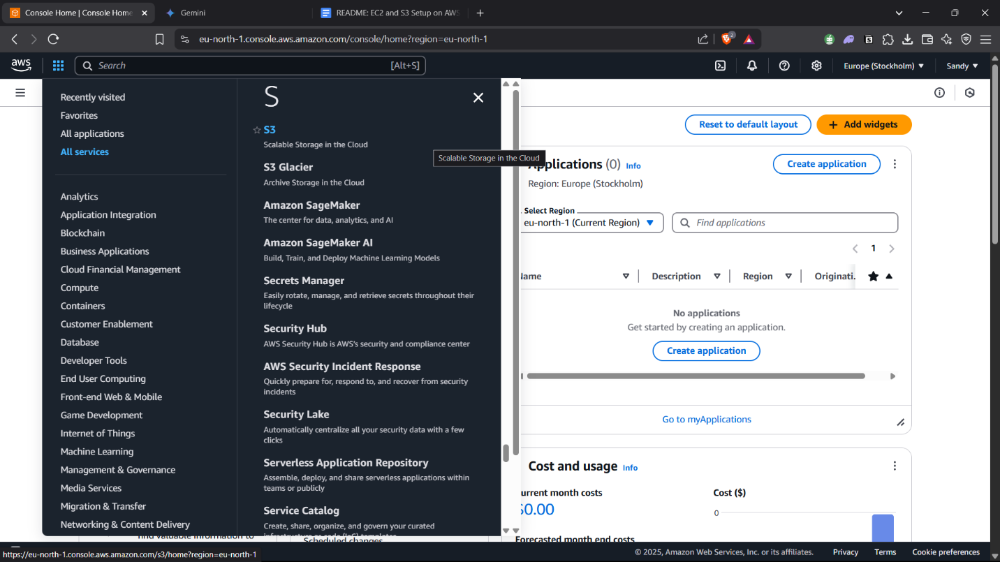 Console Home | Console Home
Gemini
README: EC2 and S3 Setup on AWS
eu-north-1.console.aws.amazon.com/console/home?region=eu-north-1
2
aws
Search
[Alt+S]
Europe (Stockholm)
Sandy
Recently visited
Favorites
All applications
All services
Analytics
Application Integration
Blockchain
Business Applications
Cloud Financial Management
Compute
Containers
Customer Enablement
Database
Developer Tools
End User Computing
Front-end Web & Mobile
Game Development
Internet of Things
Machine Learning
Management & Governance
Media Services
Migration & Transfer
Networking & Content Delivery
S
S3
Scalable Storage in the Cloud
S3 Glacier
Archive Storage in the Cloud
Amazon SageMaker
The center for data, analytics, and AI
Amazon SageMaker AI
Build, Train, and Deploy Machine Learning Models
Secrets Manager
Easily rotate, manage, and retrieve secrets throughout their
lifecycle
Security Hub
AWS Security Hub is AWS's security and compliance center
AWS Security Incident Response
Quickly prepare for, respond to, and recover from security
incidents
Security Lake
Automatically centralize all your security data with a few
clicks
Serverless Application Repository
Assemble, deploy, and share serverless applications within
teams or publicly
Service Catalog
Create, share, organize, and govern your curated
infrastructure as code (IaC) templates
Scalable Storage in the Cloud
Reset to default layout
Add widgets
Applications (0) Info
Create application
Region: Europe (Stockholm)
Select Region
eu-north-1 (Current Region)
Find applications
1
Name
Description
Region
Originati.
No applications
Get started by creating an application.
Create application
Go to myApplications
Cost and usage Info
Current month costs
$0.00
Forecasted month end costs
Cost ($)
0
find valuable information to
Scheduled changes
https://eu-north-1.console.aws.amazon.com/s3/home?region=eu-north-1
© 2025, Amazon Web Services, Inc. or its affiliates.
Privacy
Terms
Cookie preferences